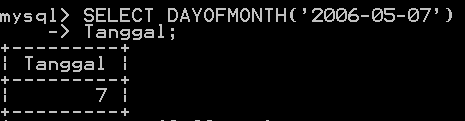 mysql> SELECT DAYOFMONTH('2006-05-07')
    -> Tanggal;
+---------+
| Tanggal |
+---------+
|       7 |
+---------+